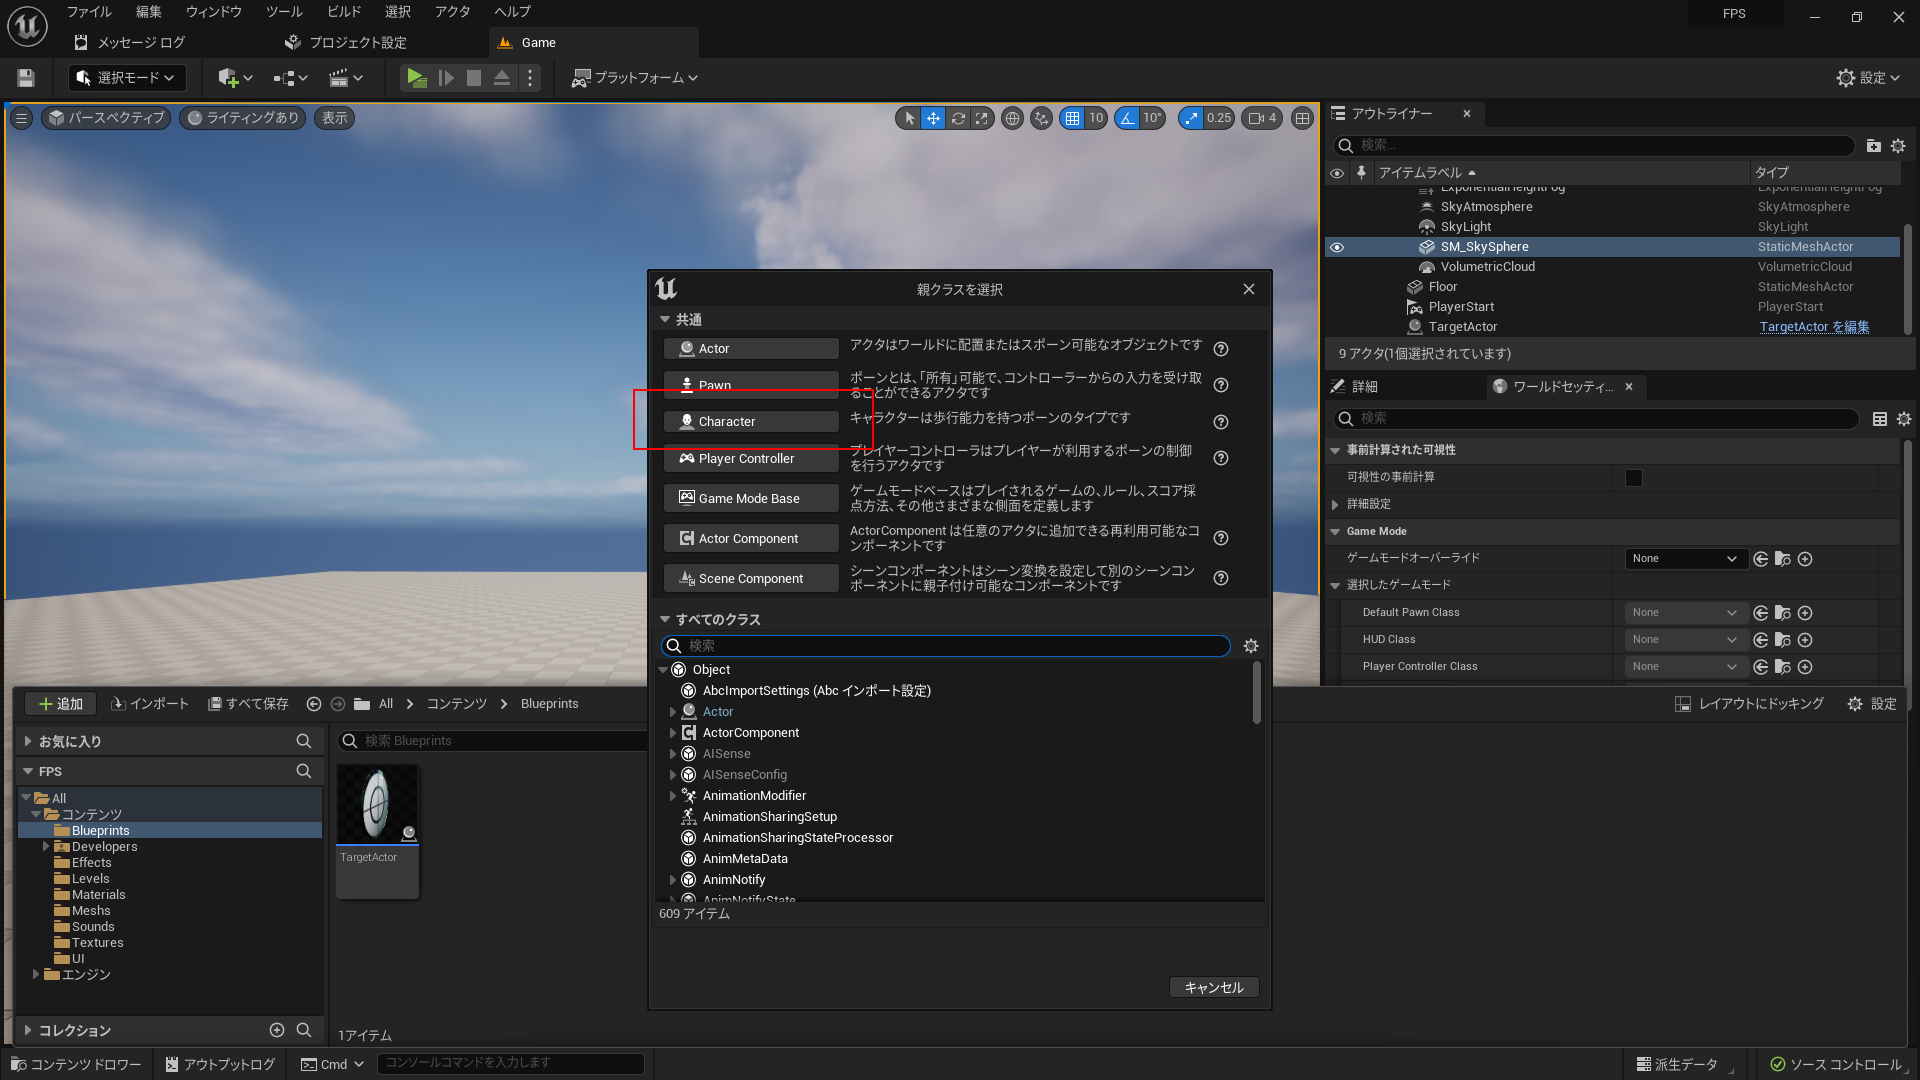 ファイル
編集
ウィンドウ
ツール
ビルド
選択
アクタ
ヘルプ
FPS
メッセージ ログ
プロジェクト設定
Game
選択モード
プラットフォーム
設定
パースペクティブ
ライティングあり
表示
10
10°
0.25
4
アウトライナー
検索...
アイテムラベル
タイプ
ExponentialHeightFog
ExponentialHeightFog
SkyAtmosphere
SkyAtmosphere
SkyLight
SkyLight
SM_SkySphere
StaticMeshActor
VolumetricCloud
VolumetricCloud
Floor
StaticMeshActor
PlayerStart
PlayerStart
TargetActor
TargetActor を編集
9 アクタ(1個選択されています)
詳細
ワールドセッティ...
検索
事前計算された可視性
可視性の事前計算
詳細設定
Game Mode
ゲームモードオーバーライド
None
選択したゲームモード
Default Pawn Class
None
HUD Class
None
Player Controller Class
None
親クラスを選択
共通
Actor
アクタはワールドに配置またはスポーン可能なオブジェクトです
Pawn
ポーンとは、「所有」可能で、コントローラーからの入力を受け取
ることができるアクタです
Character
キャラクターは歩行能力を持つポーンのタイプです
Player Controller
プレイヤーコントローラはプレイヤーが利用するポーンの制御
を行うアクタです
Game Mode Base
ゲームモードベースはプレイされるゲームの、ルール、スコア採
点方法、その他さまざまな側面を定義します
Actor Component
ActorComponent は任意のアクタに追加できる再利用可能なコ
ンポーネントです
Scene Component
シーンコンポーネントはシーン変換を設定して別のシーンコン
ポーネントに親子付け可能なコンポーネントです
すべてのクラス
検索
Object
AbcImportSettings (Abc インポート設定)
Actor
ActorComponent
AISense
AISenseConfig
AnimationModifier
AnimationSharingSetup
AnimationSharingStateProcessor
AnimMetaData
AnimNotify
AnimNotifyState
609 アイテム
キャンセル
追加
インポート
すべて保存
All
コンテンツ
Blueprints
レイアウトにドッキング
設定
お気に入り
FPS
All
コンテンツ
Blueprints
Developers
Effects
Levels
Materials
Meshs
Sounds
Textures
UI
エンジン
コレクション
検索 Blueprints
TargetActor
1アイテム
コンテンツ ドロワー
アウトプットログ
Cmd
コンソールコマンドを入力します
派生データ
ソース コントロール